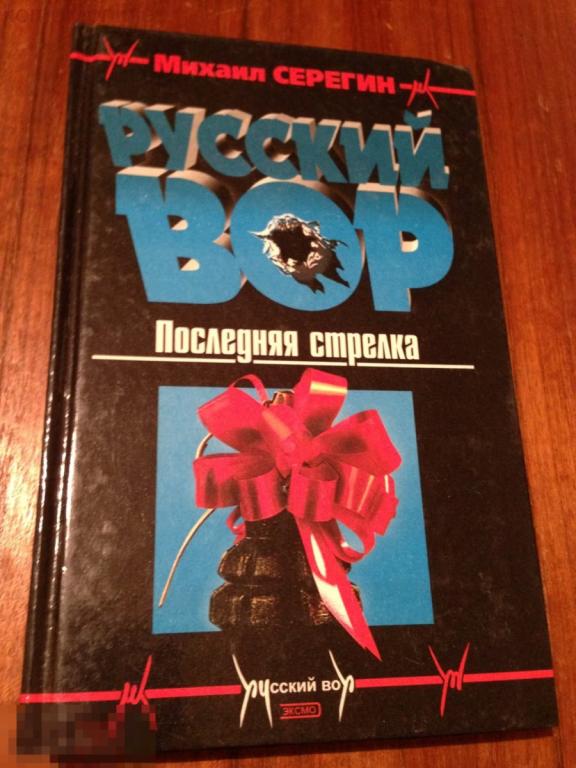 Михаил СЕРЕГИН
РУССКИЙ
ВОР
Последняя стрелка
русский вор
ЭКСМО